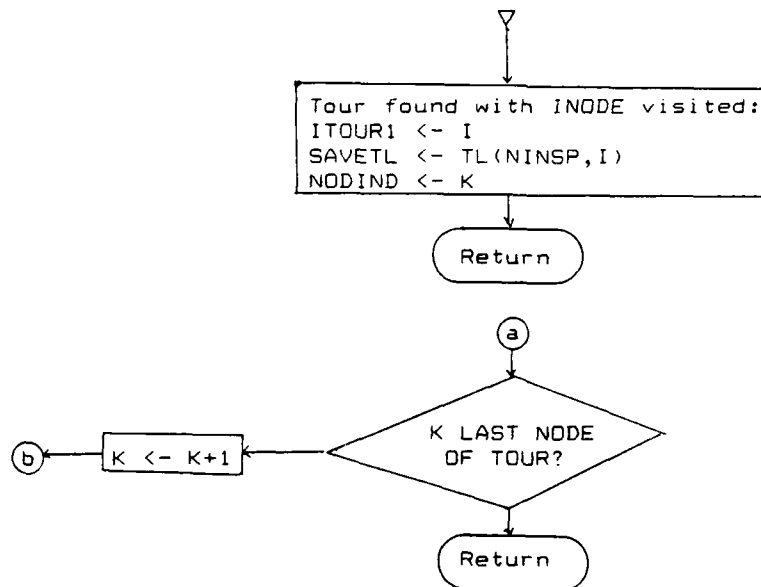 Tour found with INODE visited:
ITOUR1 <- I
SAVETL <- TL(NINSP,I)
NODIND <- K
Return
a
K LAST NODE
OF TOUR?
K <- K+1
b
Return